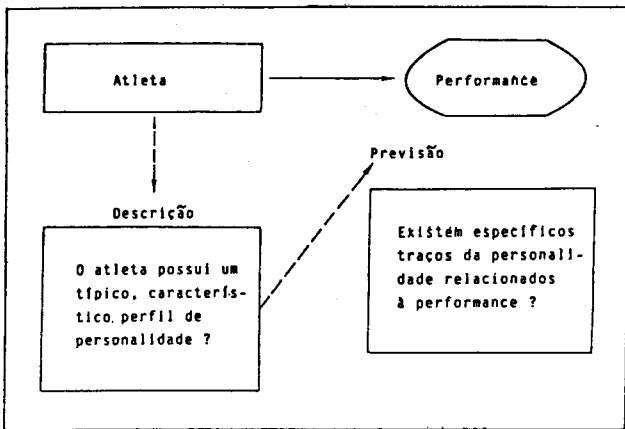 Atleta
Performance
Previsão
Descrição
O atleta possui um
típico, caracterís-
tico, perfil de
personalidade ?
Existém específicos
traços da personali-
dade relacionados
à performance ?